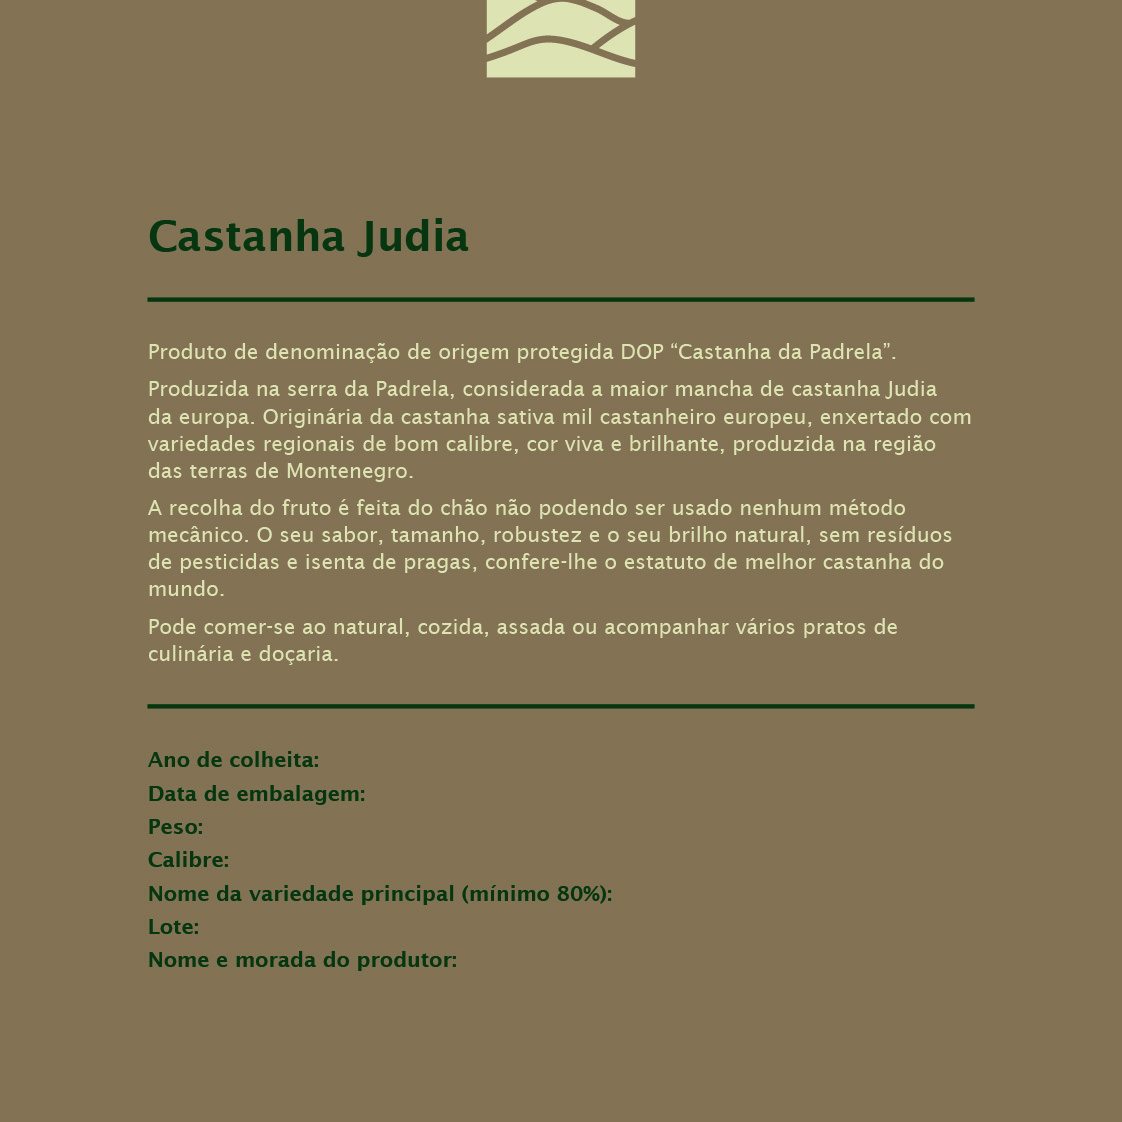 Castanha Judia
Produto de denominação de origem protegida DOP “Castanha da Padrela”.
Produzida na serra da Padrela, considerada a maior mancha de castanha Judia
da europa. Originária da castanha sativa mil castanheiro europeu, enxertado com
variedades regionais de bom calibre, cor viva e brilhante, produzida na região
das terras de Montenegro.
A recolha do fruto é feita do chão não podendo ser usado nenhum método
mecânico. O seu sabor, tamanho, robustez e o seu brilho natural, sem resíduos
de pesticidas e isenta de pragas, confere-lhe o estatuto de melhor castanha do
mundo.
Pode comer-se ao natural, cozida, assada ou acompanhar vários pratos de
culinária e doçaria.
Ano de colheita:
Data de embalagem:
Peso:
Calibre:
Nome da variedade principal (mínimo 80%):
Lote:
Nome e morada do produtor: